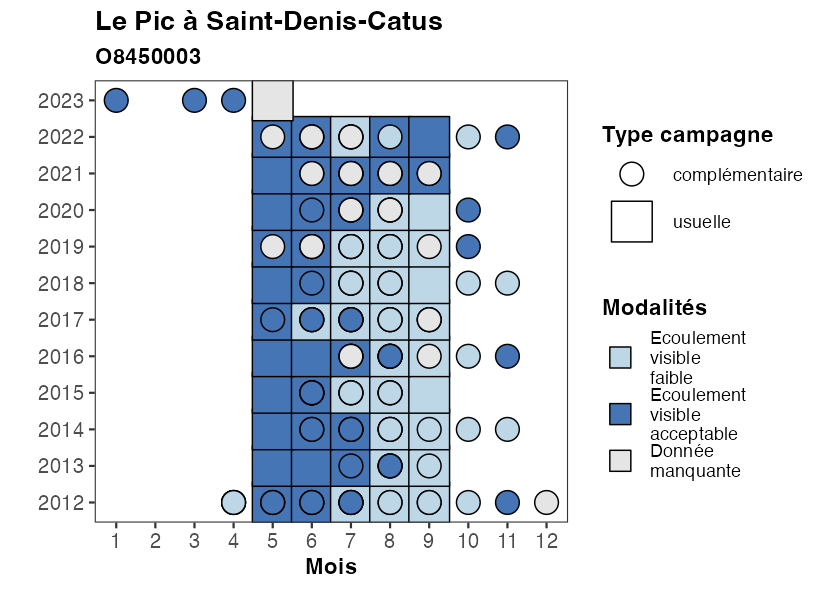 Le Pic à Saint-Denis-Catus
O8450003
2023
2022
2021
2020
2019
2018
2017
2016
2015
2014
2013
2012
1 2 3 4 5 6 7 8 9 10 11 12
Mois
Type campagne
complémentaire
usuelle
Modalités
Ecoulement
visible
faible
Ecoulement
visible
acceptable
Donnée
manquante